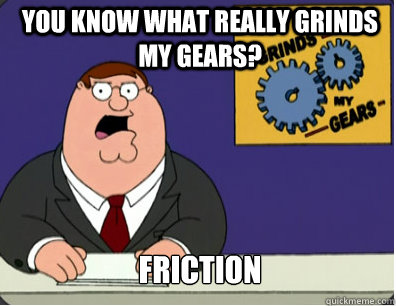 YOU KNOW WHAT REALLY GRINDS
MY GEARS?
GRINDS
MY
GEARS
FRICTION
quickmeme.com